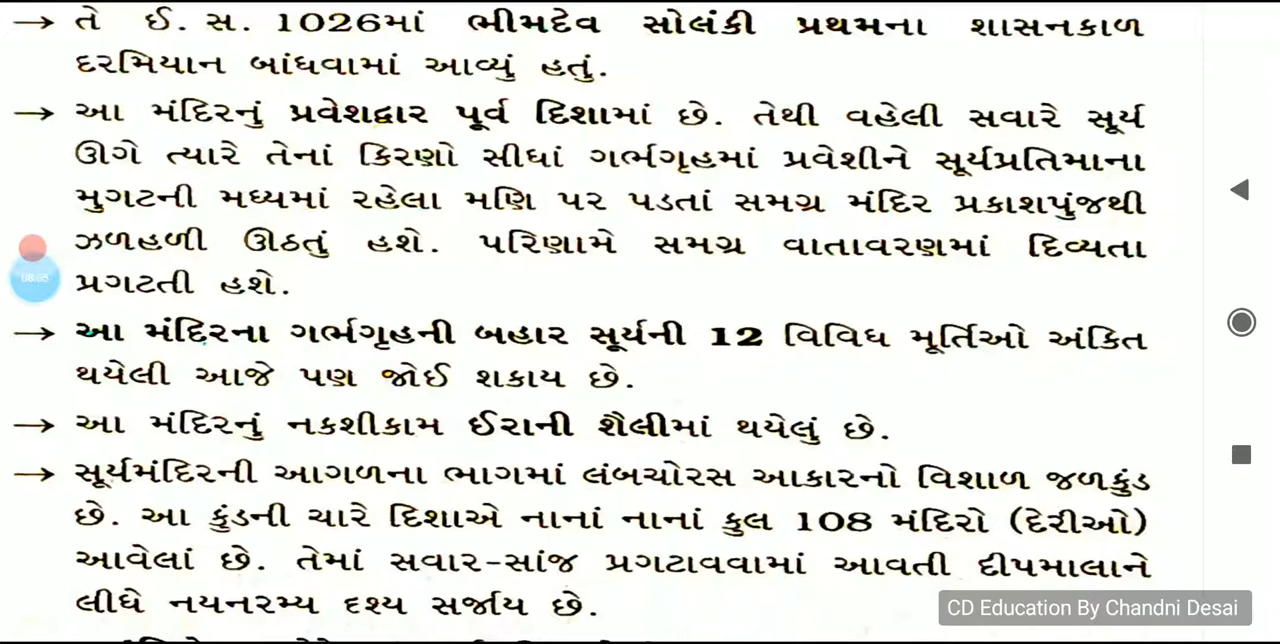 → તે ઈ. સ. 1026માં ભીમદેવ સોલંકી પ્રથમના શાસનકાળ
દરમિયાન બાંધવામાં આવ્યું હતું.
→ આ મંદિરનું પ્રવેશદ્વાર પૂર્વ દિશામાં છે. તેથી વહેલી સવારે સૂર્ય
ઊગે ત્યારે તેનાં કિરણો સીધાં ગર્ભગૃહમાં પ્રવેશીને સૂર્યપ્રતિમાના
મુગટની મધ્યમાં રહેલા મણિ પર પડતાં સમગ્ર મંદિર પ્રકાશપુંજથી
ઝળહળી ઊઠતું હશે. પરિણામે સમગ્ર વાતાવરણમાં દિવ્યતા
08:05
પ્રગટતી હશે.
→ આ મંદિરના ગર્ભગૃહની બહાર સૂર્યની 12 વિવિધ મૂર્તિઓ અંકિત
થયેલી આજે પણ જોઈ શકાય છે.
→ આ મંદિરનું નકશીકામ ઈરાની શૈલીમાં થયેલું છે.
→ સૂર્યમંદિરની આગળના ભાગમાં લંબચોરસ આકારનો વિશાળ જળકુંડ
છે. આ કુંડની ચારે દિશાએ નાનાં નાનાં કુલ 108 મંદિરો (દેરીઓ)
આવેલાં છે. તેમાં સવાર-સાંજ પ્રગટાવવામાં આવતી દીપમાલાને
લીધે નયનરમ્ય દૃશ્ય સર્જાય છે.
CD Education By Chandni Desai